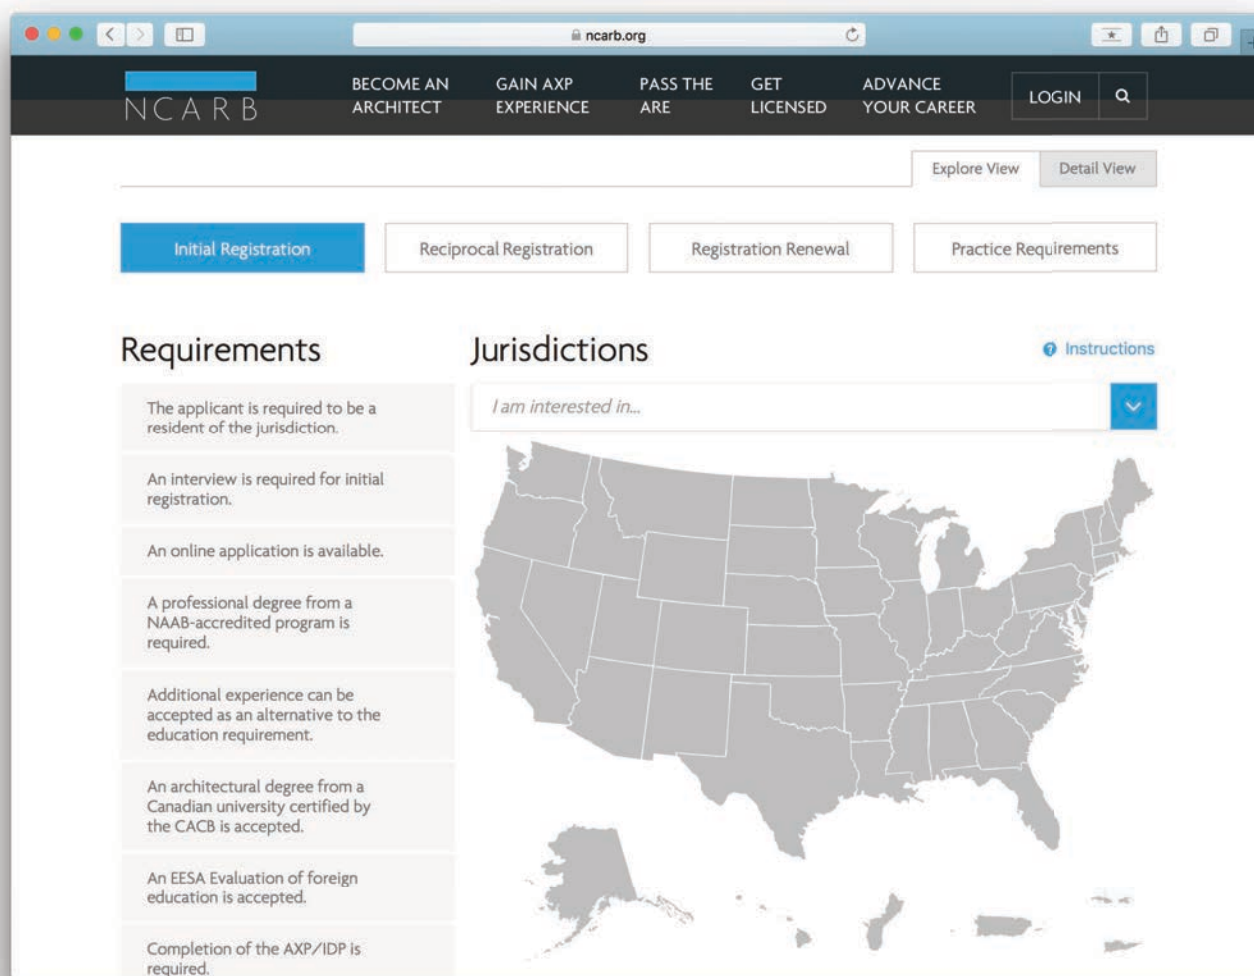 ncarb.org
NCARB
BECOME AN
ARCHITECT
GAIN AXP
EXPERIENCE
PASS THE
ARE
GET
LICENSED
ADVANCE
YOUR CAREER
LOGIN
Explore View
Detail View
Initial Registration
Reciprocal Registration
Registration Renewal
Practice Requirements
Requirements
The applicant is required to be a
resident of the jurisdiction.
An interview is required for initial
registration.
An online application is available.
A professional degree from a
NAAB-accredited program is
required.
Additional experience can be
accepted as an alternative to the
education requirement.
An architectural degree from a
Canadian university certified by
the CACB is accepted.
An EESA Evaluation of foreign
education is accepted.
Completion of the AXP/IDP is
required.
Jurisdictions
? Instructions
I am interested in...